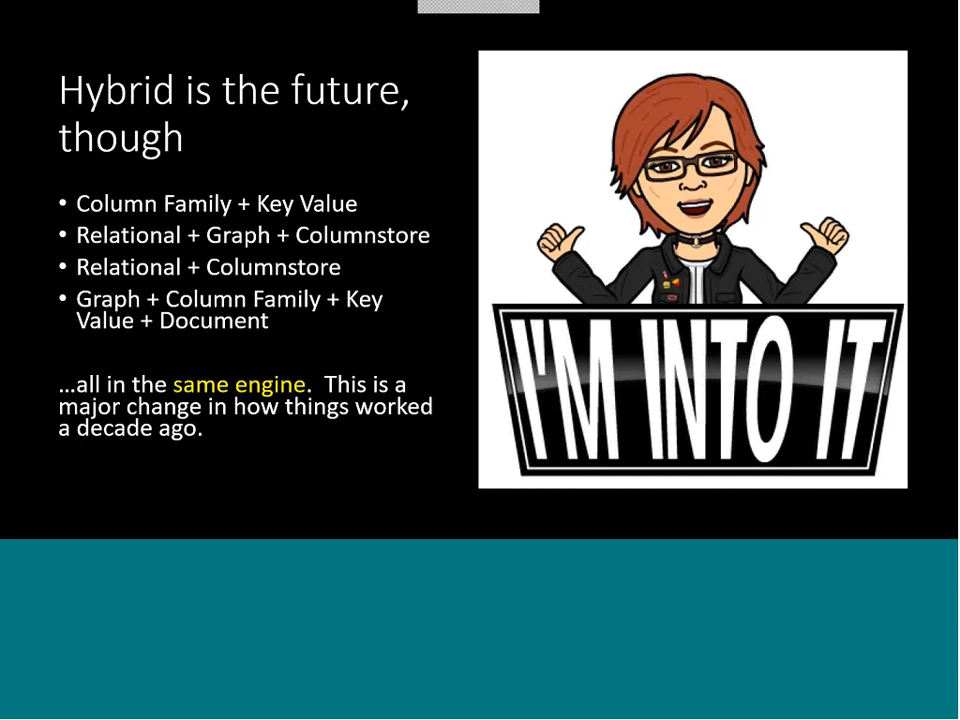 Hybrid is the future,
though
• Column Family + Key Value
• Relational + Graph + Columnstore
• Relational + Columnstore
• Graph + Column Family + Key
Value + Document
…all in the same engine.  This is a
major change in how things worked
a decade ago.
I'M INTO IT